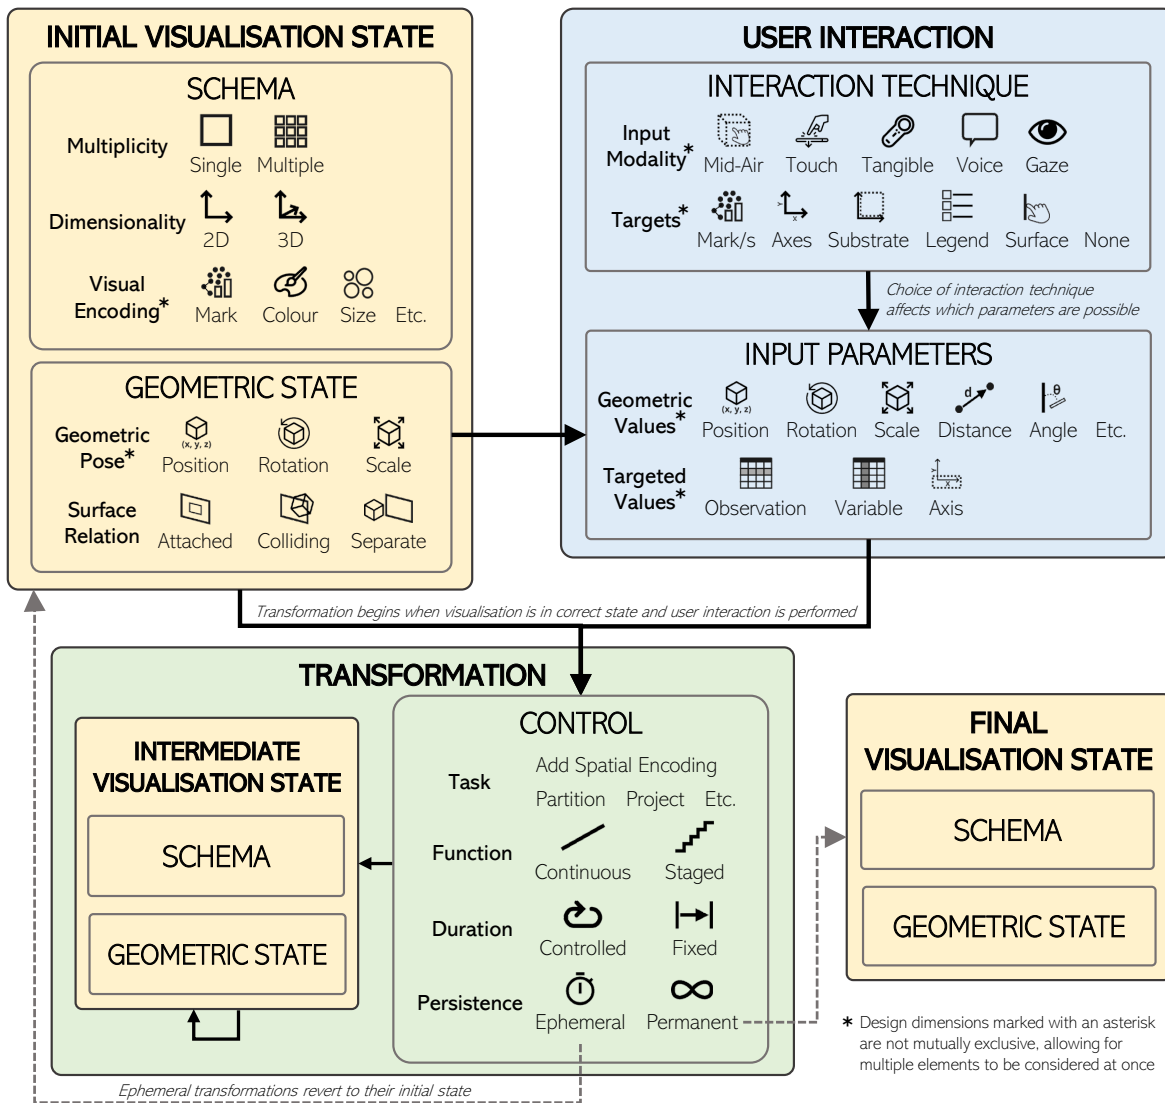 INITIAL VISUALISATION STATE
SCHEMA
Multiplicity
Single
Multiple
Dimensionality
2D
3D
Visual
Encoding*
Mark
Colour
Size
Etc.
GEOMETRIC STATE
Geometric
Pose*
(x, y, z)
Position
Rotation
Scale
Surface
Relation
Attached
Colliding
Separate
USER INTERACTION
INTERACTION TECHNIQUE
Input
Modality*
Mid-Air
Touch
Tangible
Voice
Gaze
Targets*
Y
X
Mark/s
Axes
Substrate
Legend
Surface
None
Choice of interaction technique
affects which parameters are possible
INPUT PARAMETERS
Geometric
Values*
(x, y, z)
d
θ
Position
Rotation
Scale
Distance
Angle
Etc.
Targeted
Values*
Y
X
Observation
Variable
Axis
Transformation begins when visualisation is in correct state and user interaction is performed
TRANSFORMATION
INTERMEDIATE
VISUALISATION STATE
SCHEMA
GEOMETRIC STATE
CONTROL
Task
Add Spatial Encoding
Partition
Project
Etc.
Function
Continuous
Staged
Duration
Controlled
Fixed
Persistence
Ephemeral
Permanent
Ephemeral transformations revert to their initial state
FINAL
VISUALISATION STATE
SCHEMA
GEOMETRIC STATE
* Design dimensions marked with an asterisk
are not mutually exclusive, allowing for
multiple elements to be considered at once